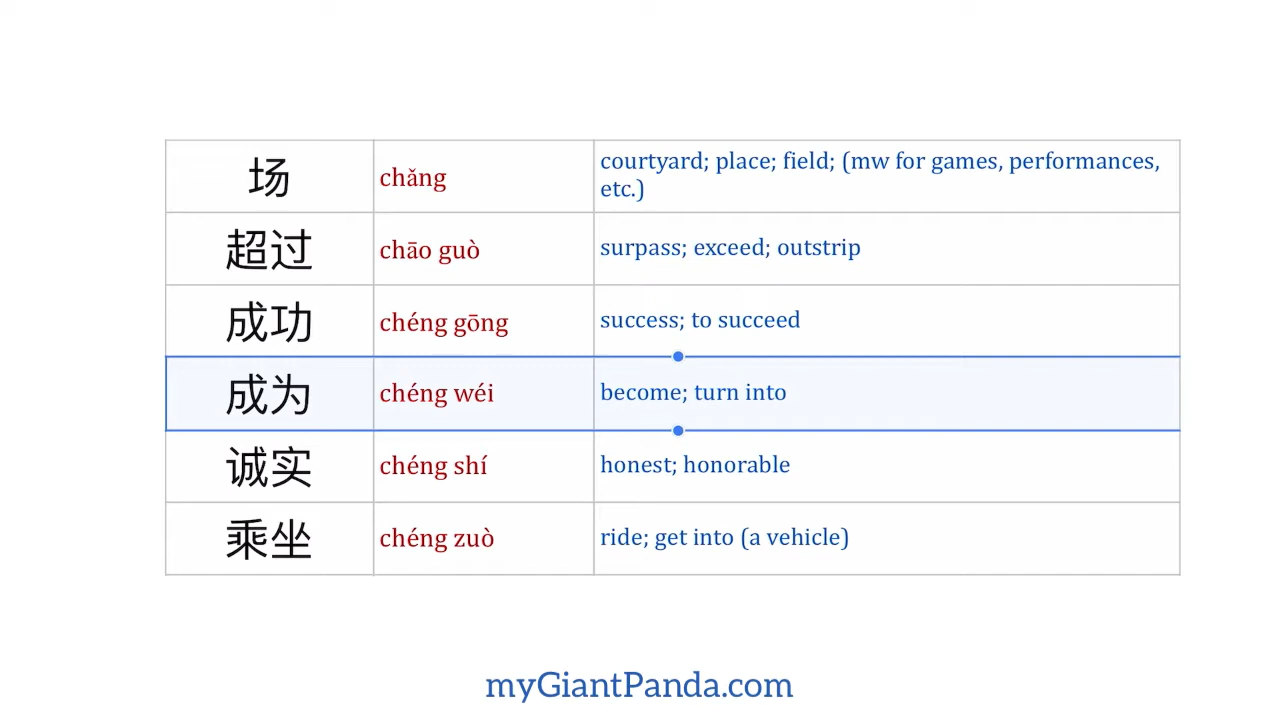 场 chǎng courtyard; place; field; (mw for games, performances,
etc.)
超过 chāo guò surpass; exceed; outstrip
成功 chéng gōng success; to succeed
成为 chéng wéi become; turn into
诚实 chéng shí honest; honorable
乘坐 chéng zuò ride; get into (a vehicle)
myGiantPanda.com